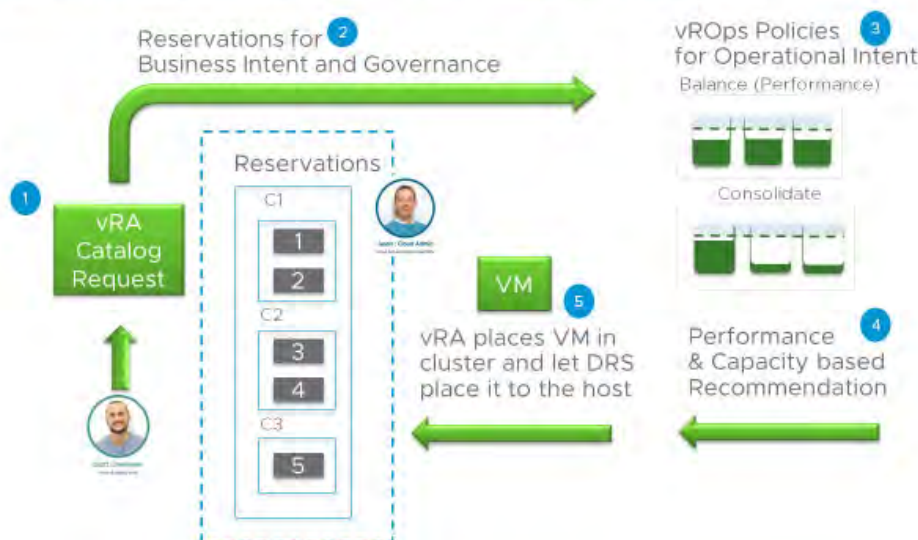 1
vRA
Catalog
Request
Reservations for 2
Business Intent and Governance
Reservations
C1
1
2
C2
3
4
C3
5
vROps Policies 3
for Operational Intent
Balance (Performance)
Consolidate
Performance 4
& Capacity based
Recommendation
VM
5
vRA places VM in
cluster and let DRS
place it to the host